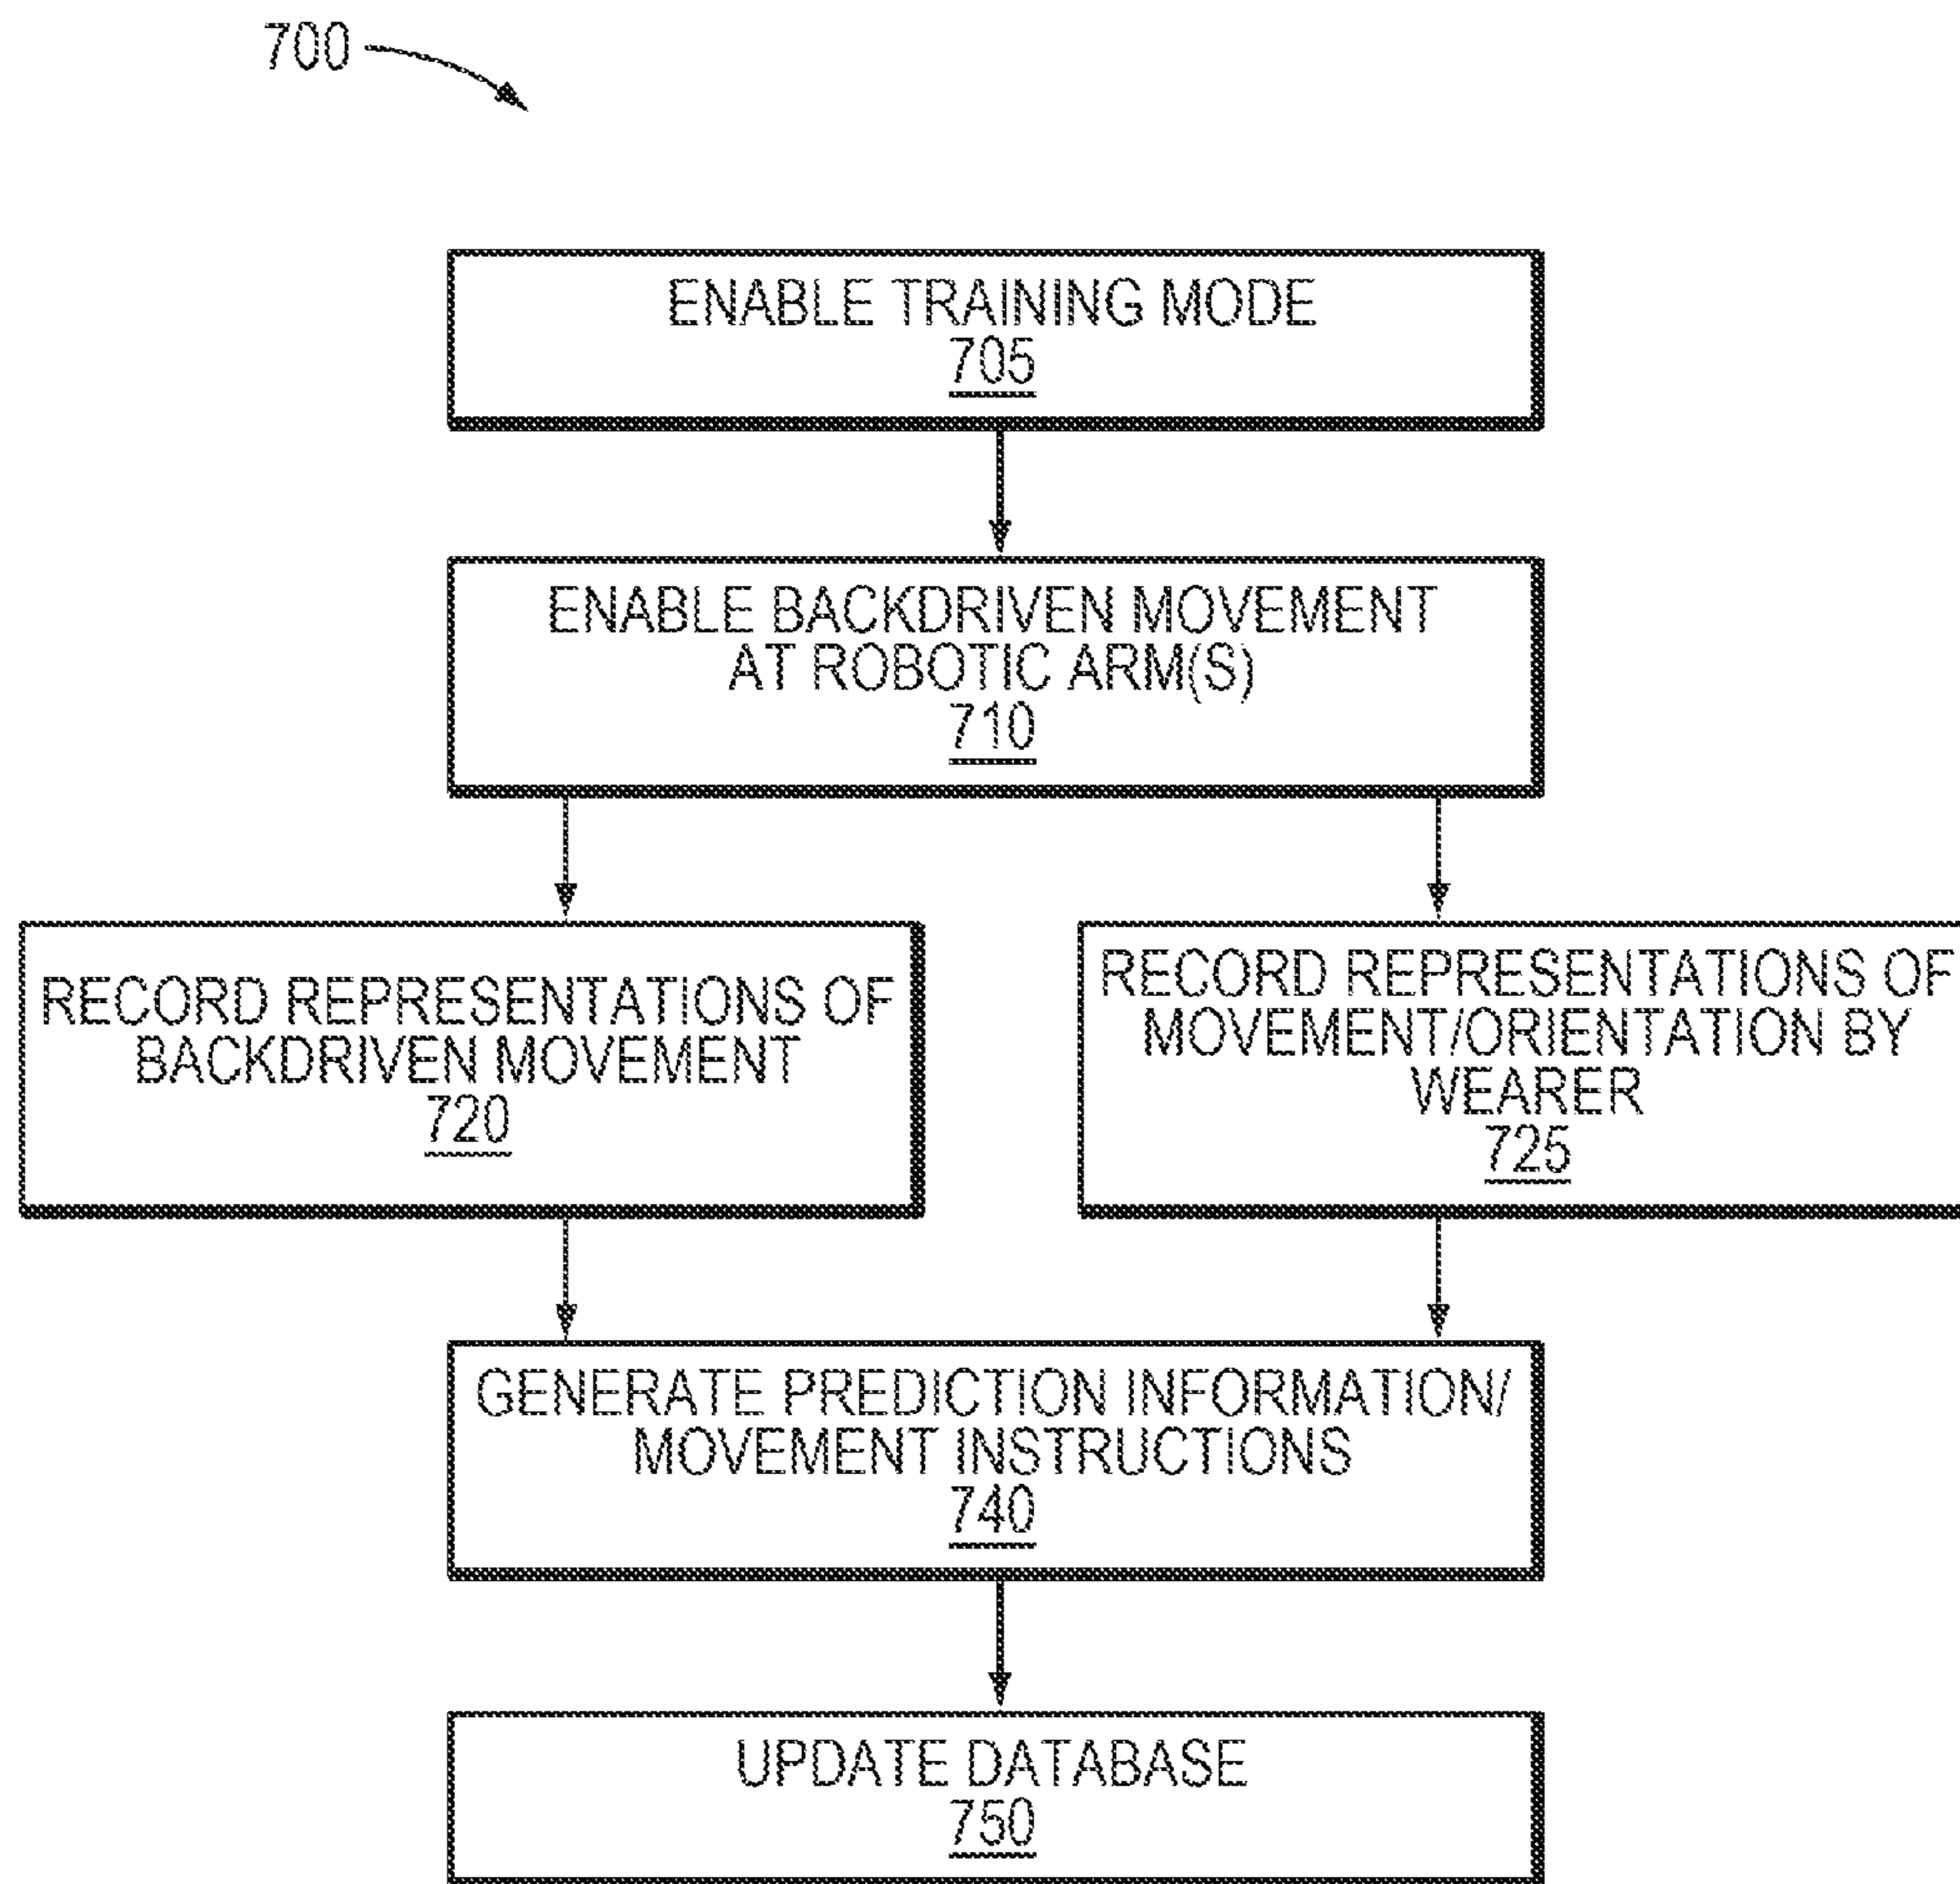 700
ENABLE TRAINING MODE
705
ENABLE BACKDRIVEN MOVEMENT
AT ROBOTIC ARM(S)
710
RECORD REPRESENTATIONS OF
BACKDRIVEN MOVEMENT
720
RECORD REPRESENTATIONS OF
MOVEMENT/ORIENTATION BY
WEARER
725
GENERATE PREDICTION INFORMATION/
MOVEMENT INSTRUCTIONS
740
UPDATE DATABASE
750